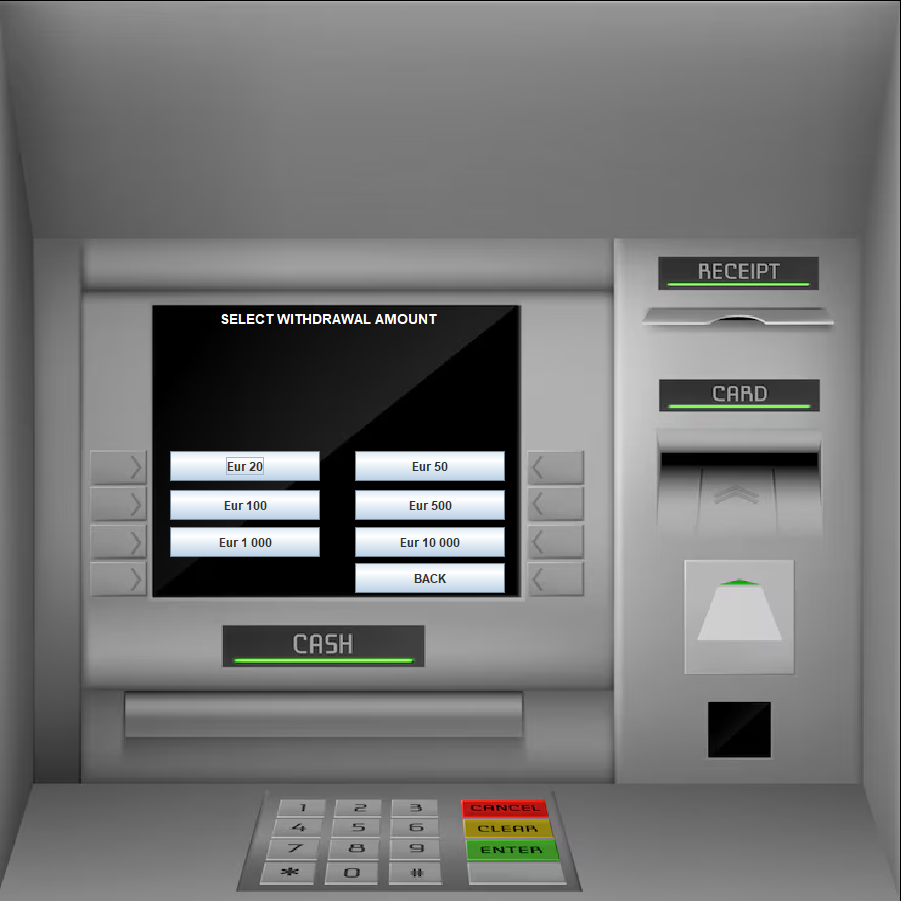 RECEIPT
SELECT WITHDRAWAL AMOUNT
CARD
Eur 20 Eur 50
Eur 100 Eur 500
Eur 1 000 Eur 10 000
BACK
CASH
1 2 3 CANCEL
4 5 6 CLEAR
7 8 9 ENTER
* 0 #